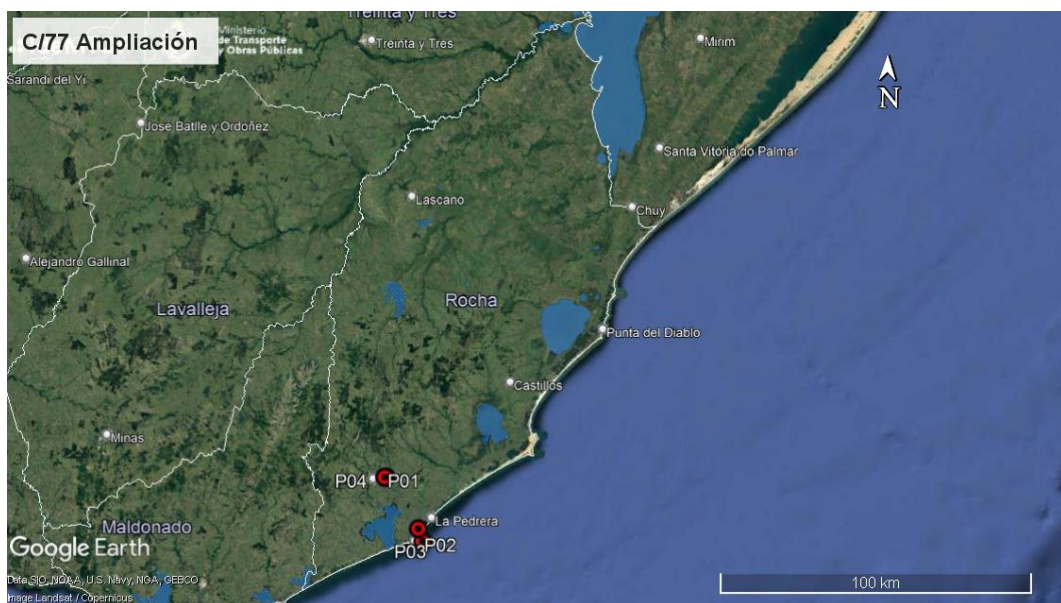 C/77 Ampliación
Ministerio
de Transporte
y Obras Públicas
Treinta y Tres
Treinta y Tres
Mirim
N
Sarandi del Yi
José Batlle y Ordoñez
Santa Vitória do Palmar
Lascano
Chuy
Alejandro Gallinal
Lavalleja
Rocha
Punta del Diablo
Castillos
Minas
P04
P01
La Pedrera
Maldonado
P03
P02
Google Earth
Data SIO, NOAA, U.S. Navy, NGA, GEBCO
Image Landsat / Copernicus
100 km